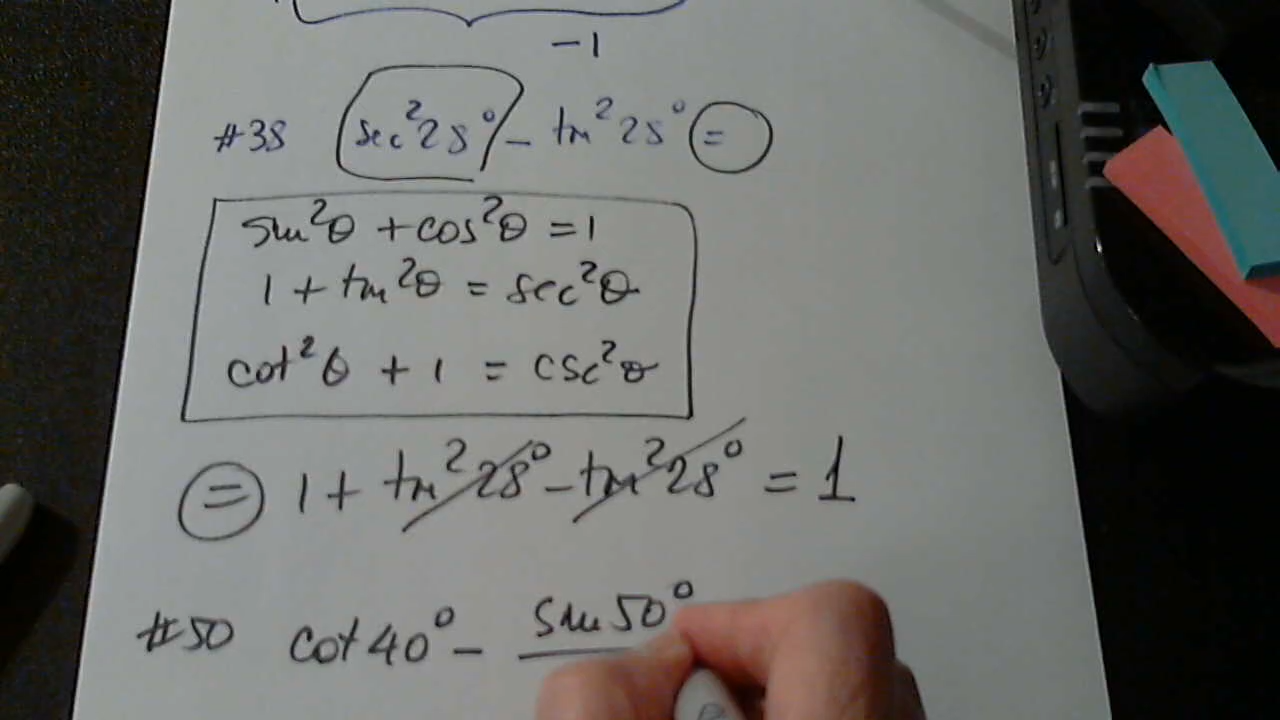 -1
#38 sec²28° - tan²28° =
sin²θ + cos²θ = 1
1 + tan²θ = sec²θ
cot²θ + 1 = csc²θ
= 1 + tan²28° - tan²28° = 1
#50 cot 40° - sin 50°